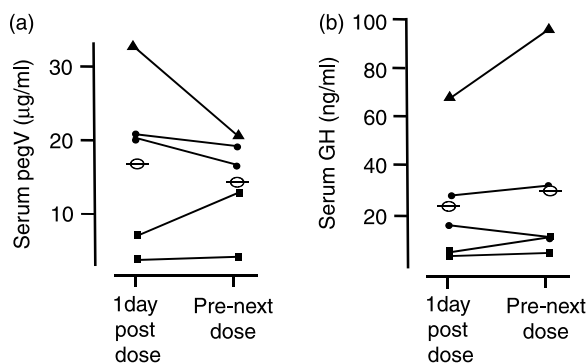 (a)
Serum pegV (μg/ml)
30
20
10
1day
post
dose
Pre-next
dose
(b)
Serum GH (ng/ml)
100
80
60
40
20
1day
post
dose
Pre-next
dose